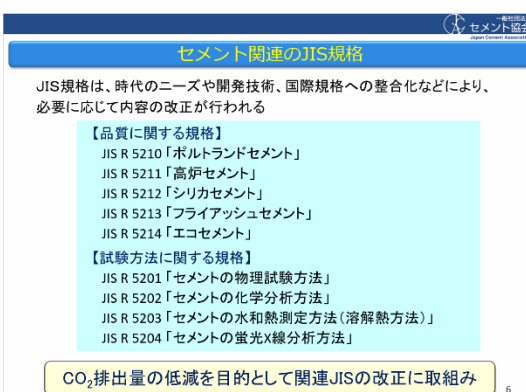 一般社団法人
セメント協会
Japan Cement Association
セメント関連のJIS規格
JIS規格は、時代のニーズや開発技術、国際規格への整合化などにより、
必要に応じて内容の改正が行われる
【品質に関する規格】
JIS R 5210「ポルトランドセメント」
JIS R 5211「高炉セメント」
JIS R 5212「シリカセメント」
JIS R 5213「フライアッシュセメント」
JIS R 5214「エコセメント」
【試験方法に関する規格】
JIS R 5201「セメントの物理試験方法」
JIS R 5202「セメントの化学分析方法」
JIS R 5203「セメントの水和熱測定方法(溶解熱方法)」
JIS R 5204「セメントの蛍光X線分析方法」
CO₂排出量の低減を目的として関連JISの改正に取組み
6